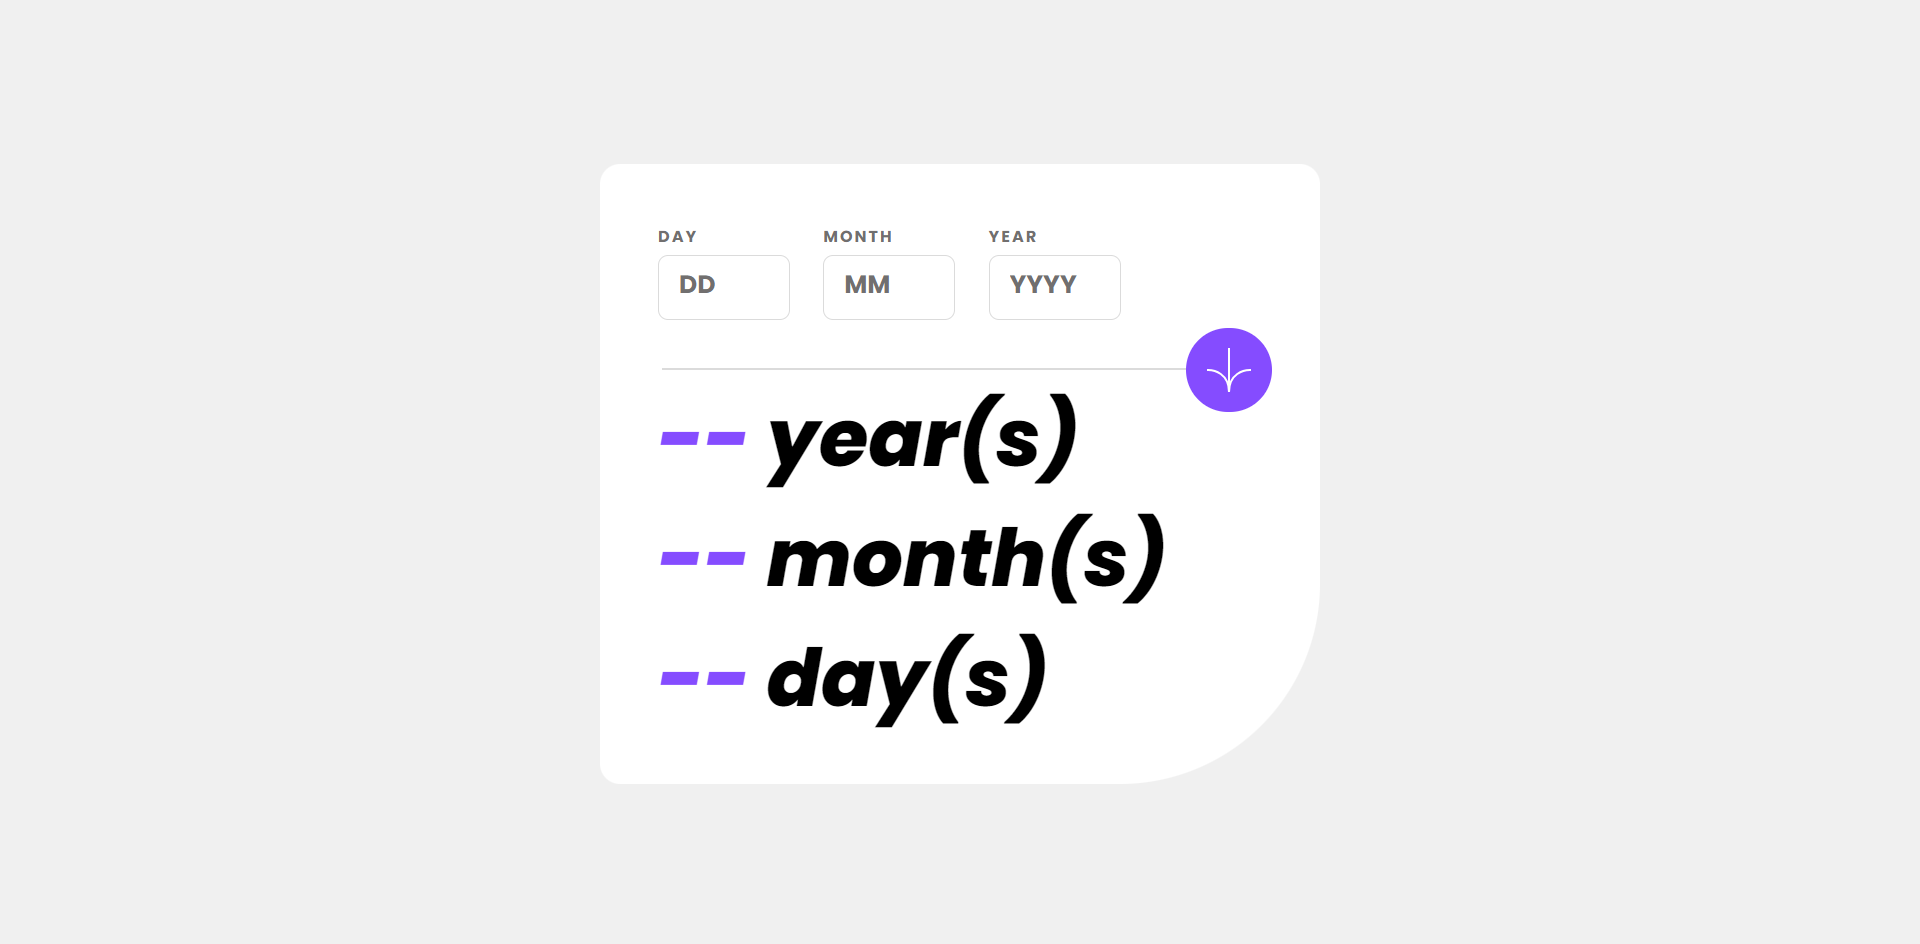 DAY MONTH YEAR
DD MM YYYY
-- year(s)
-- month(s)
-- day(s)